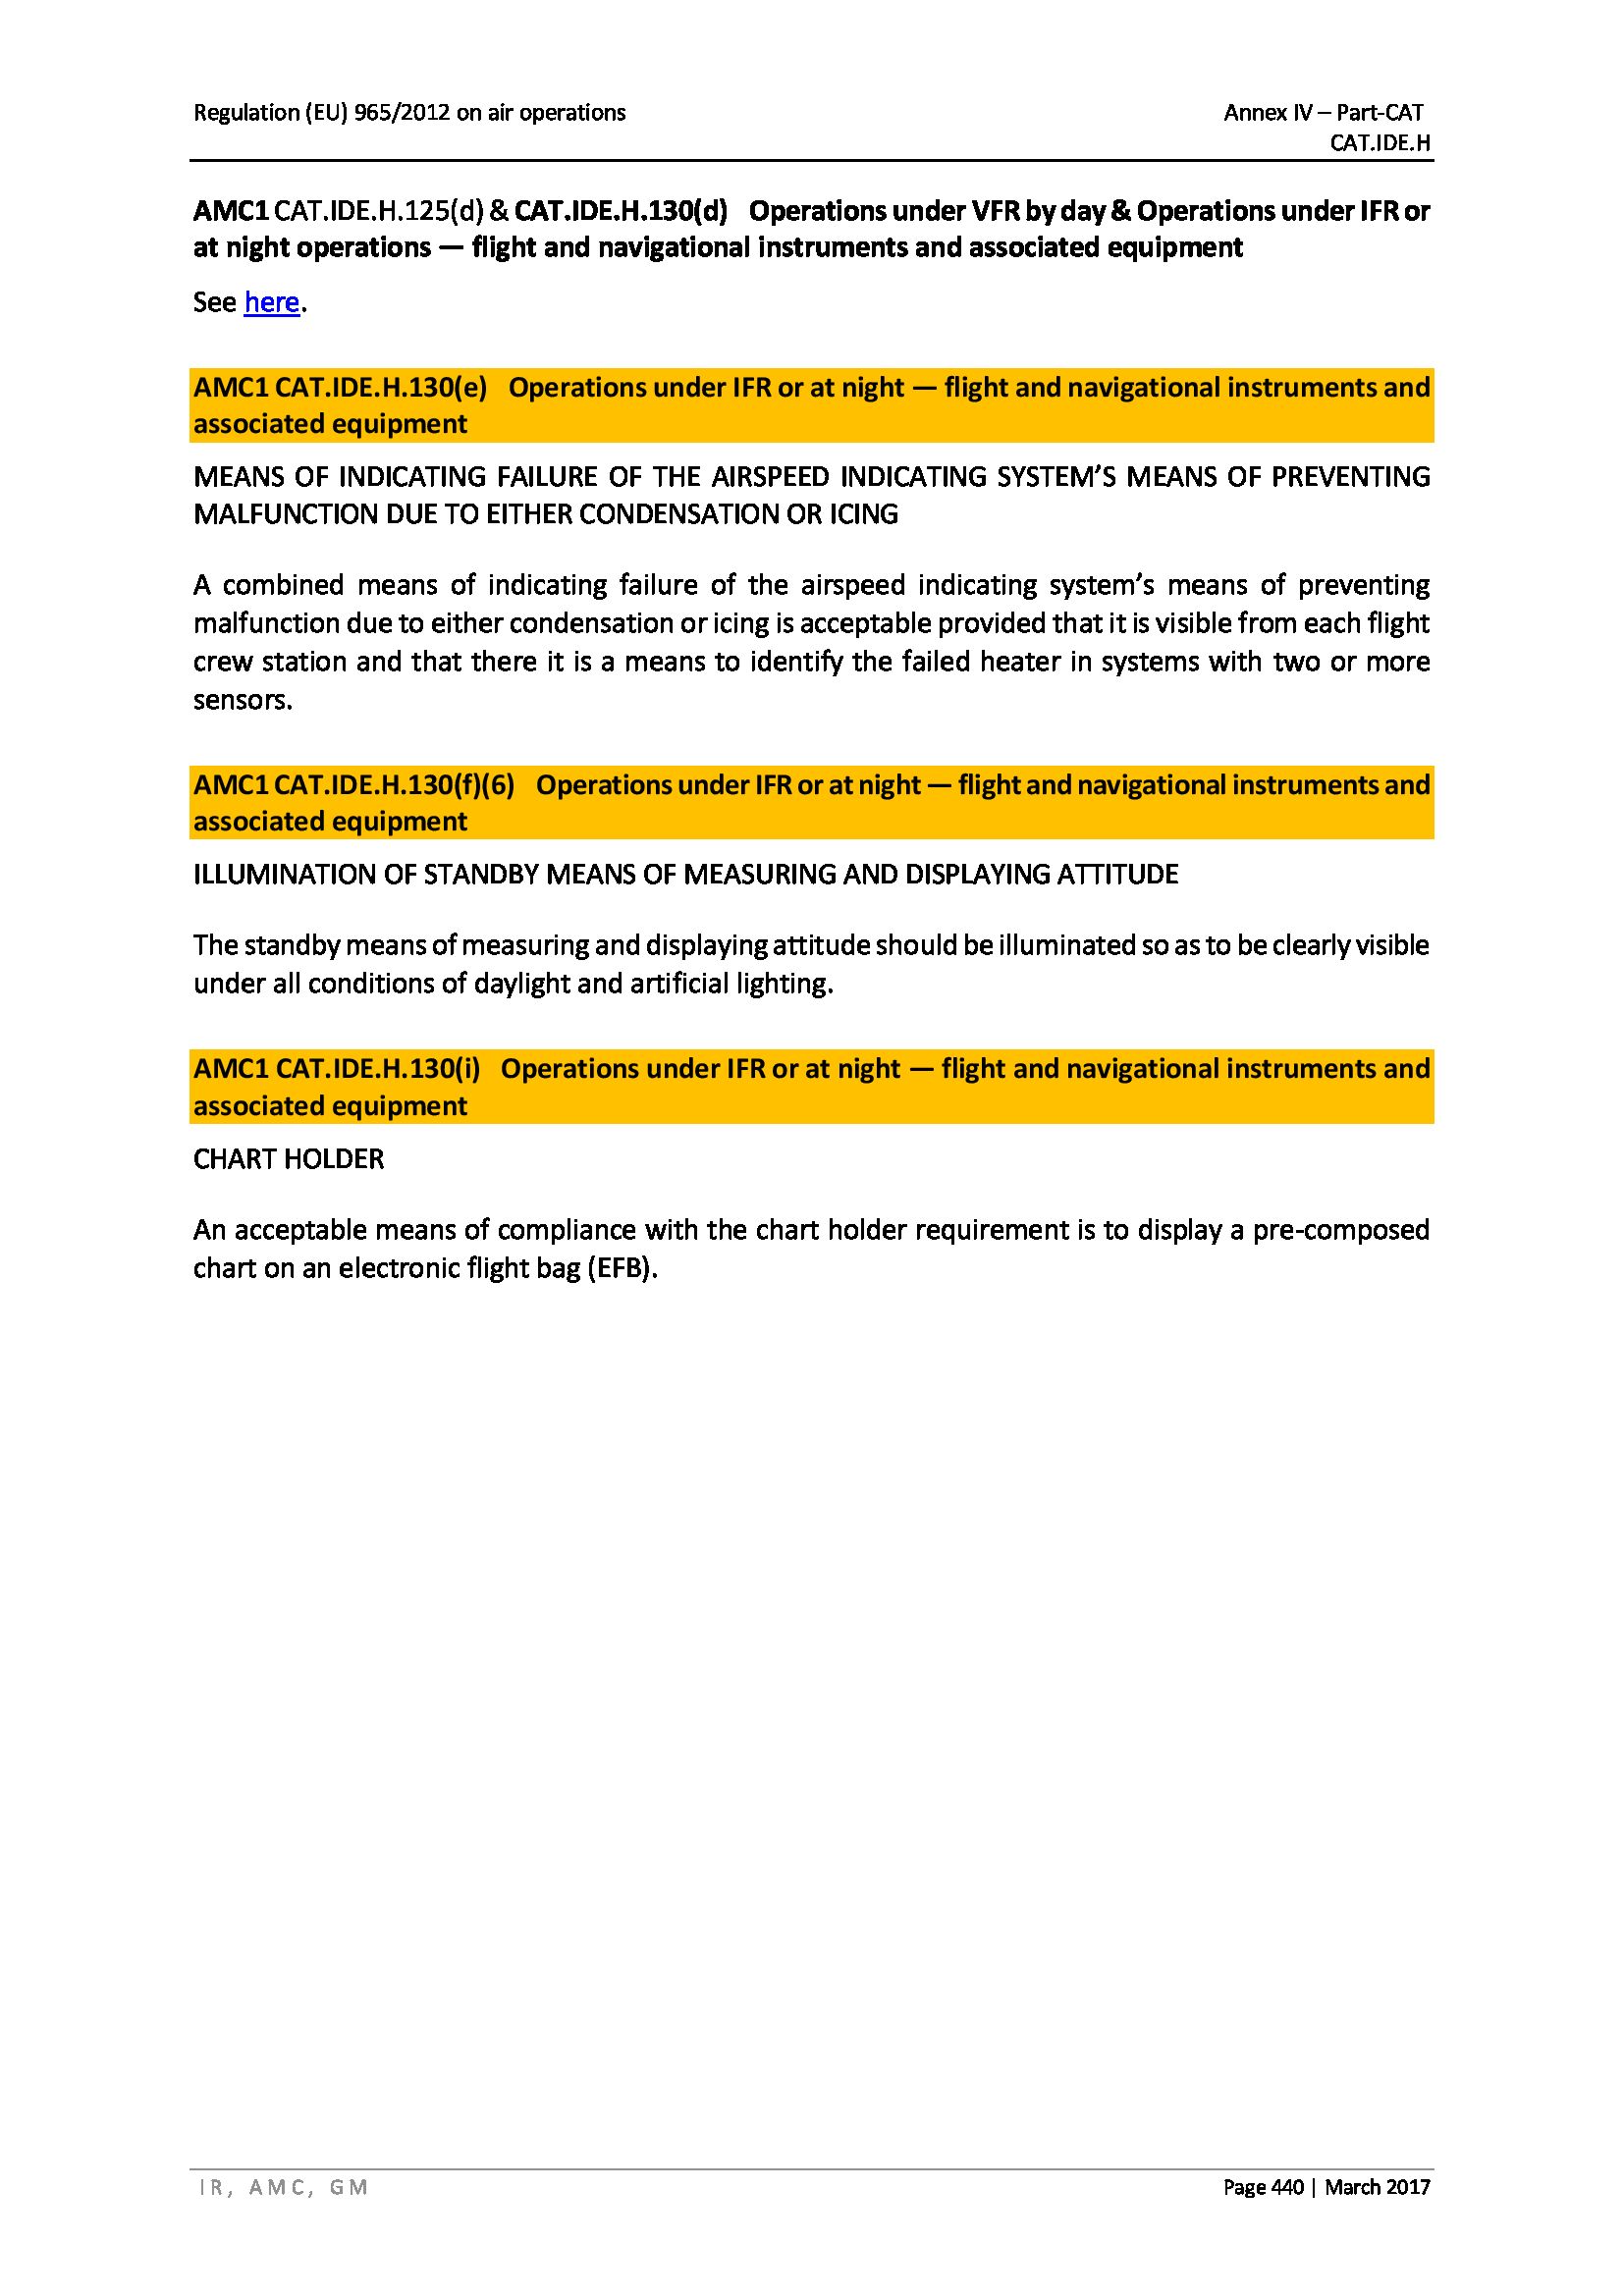 Regulation (EU) 965/2012 on air operations
Annex IV – Part-CAT
CAT.IDE.H
AMC1 CAT.IDE.H.125(d) & CAT.IDE.H.130(d) Operations under VFR by day & Operations under IFR or
at night operations — flight and navigational instruments and associated equipment
See here.
AMC1 CAT.IDE.H.130(e) Operations under IFR or at night — flight and navigational instruments and
associated equipment
MEANS OF INDICATING FAILURE OF THE AIRSPEED INDICATING SYSTEM’S MEANS OF PREVENTING
MALFUNCTION DUE TO EITHER CONDENSATION OR ICING
A combined means of indicating failure of the airspeed indicating system’s means of preventing
malfunction due to either condensation or icing is acceptable provided that it is visible from each flight
crew station and that there it is a means to identify the failed heater in systems with two or more
sensors.
AMC1 CAT.IDE.H.130(f)(6) Operations under IFR or at night — flight and navigational instruments and
associated equipment
ILLUMINATION OF STANDBY MEANS OF MEASURING AND DISPLAYING ATTITUDE
The standby means of measuring and displaying attitude should be illuminated so as to be clearly visible
under all conditions of daylight and artificial lighting.
AMC1 CAT.IDE.H.130(i) Operations under IFR or at night — flight and navigational instruments and
associated equipment
CHART HOLDER
An acceptable means of compliance with the chart holder requirement is to display a pre-composed
chart on an electronic flight bag (EFB).
IR, AMC, GM
Page 440 | March 2017